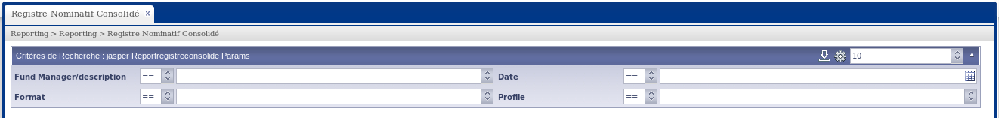 Registre Nominatif Consolidé x
Reporting > Reporting > Registre Nominatif Consolidé
Critères de Recherche : jasper Reportregistreconsolide Params 10
Fund Manager/description == Date ==
Format == Profile ==